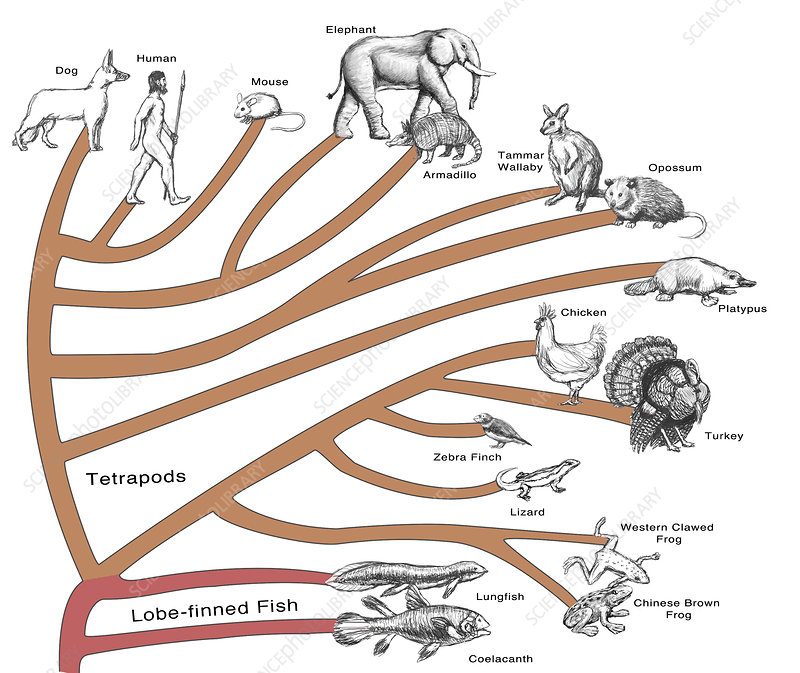 Elephant
Dog
Human
Mouse
Armadillo
Tammar
Wallaby
Opossum
Platypus
Chicken
Turkey
Zebra Finch
Tetrapods
Lizard
Western Clawed
Frog
Lungfish
Lobe-finned Fish
Chinese Brown
Frog
Coelacanth
SCIENCEPHOTOLIBRARY